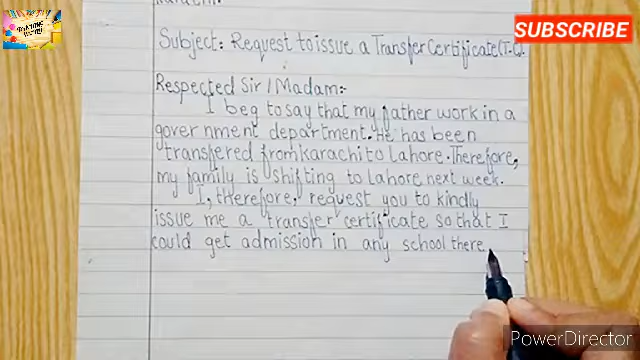 SUBSCRIBE
Subject: Request to issue a Transfer Certificate (T.C).
Respected Sir / Madam:-
I beg to say that my father work in a
government department. He has been
transfered from karachi to Lahore. Therefore,
my family is shifting to Lahore next week.
I, therefore, request you to kindly
issue me a transfer certificate so that I
could get admission in any school there
PowerDirector